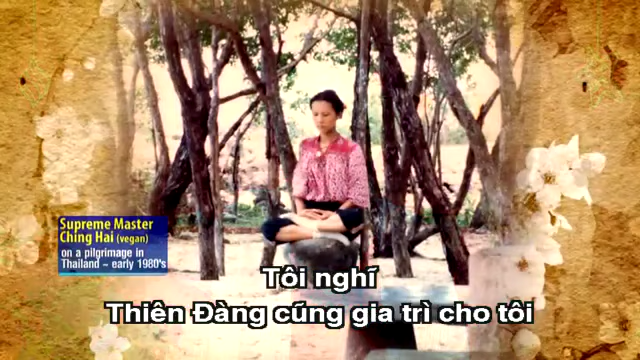 Supreme Master
Ching Hai (vegan)
on a pilgrimage in
Thailand – early 1980's
Tôi nghĩ
Thiên Đàng cũng gia trì cho tôi